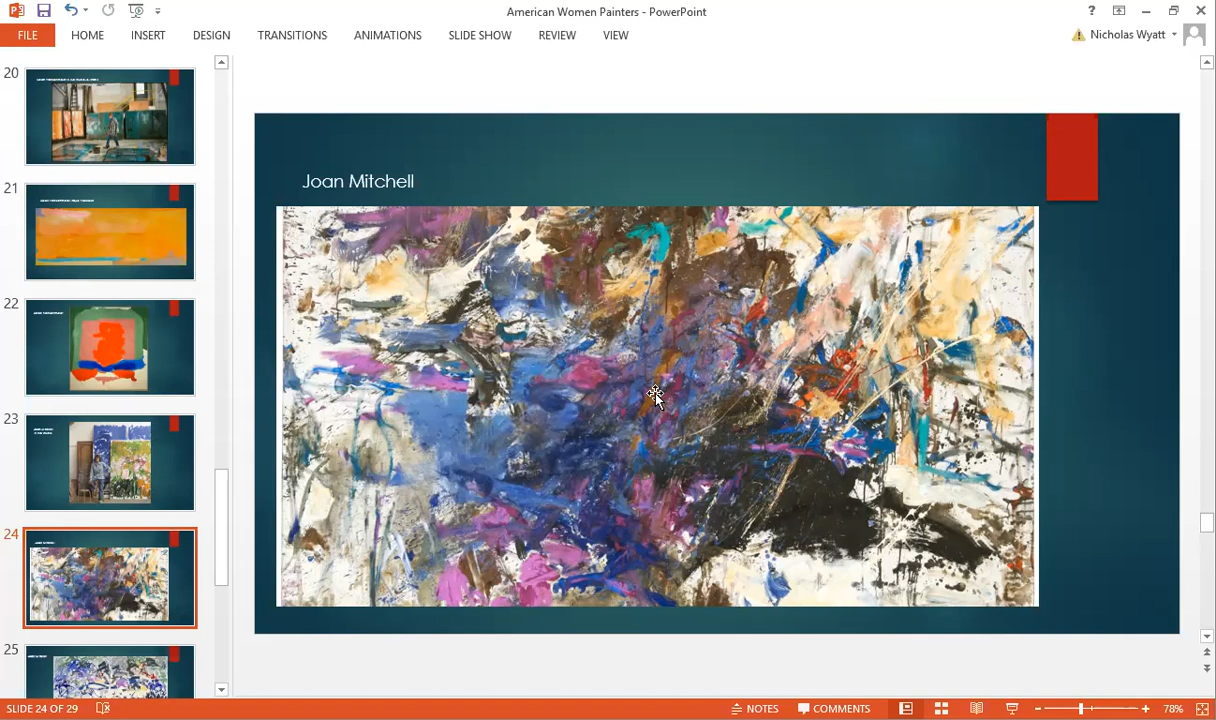 American Women Painters - PowerPoint
FILE
HOME
INSERT
DESIGN
TRANSITIONS
ANIMATIONS
SLIDE SHOW
REVIEW
VIEW
Nicholas Wyatt
20
21
22
23
24
25
Joan Mitchell
SLIDE 24 OF 29
NOTES
COMMENTS
78%